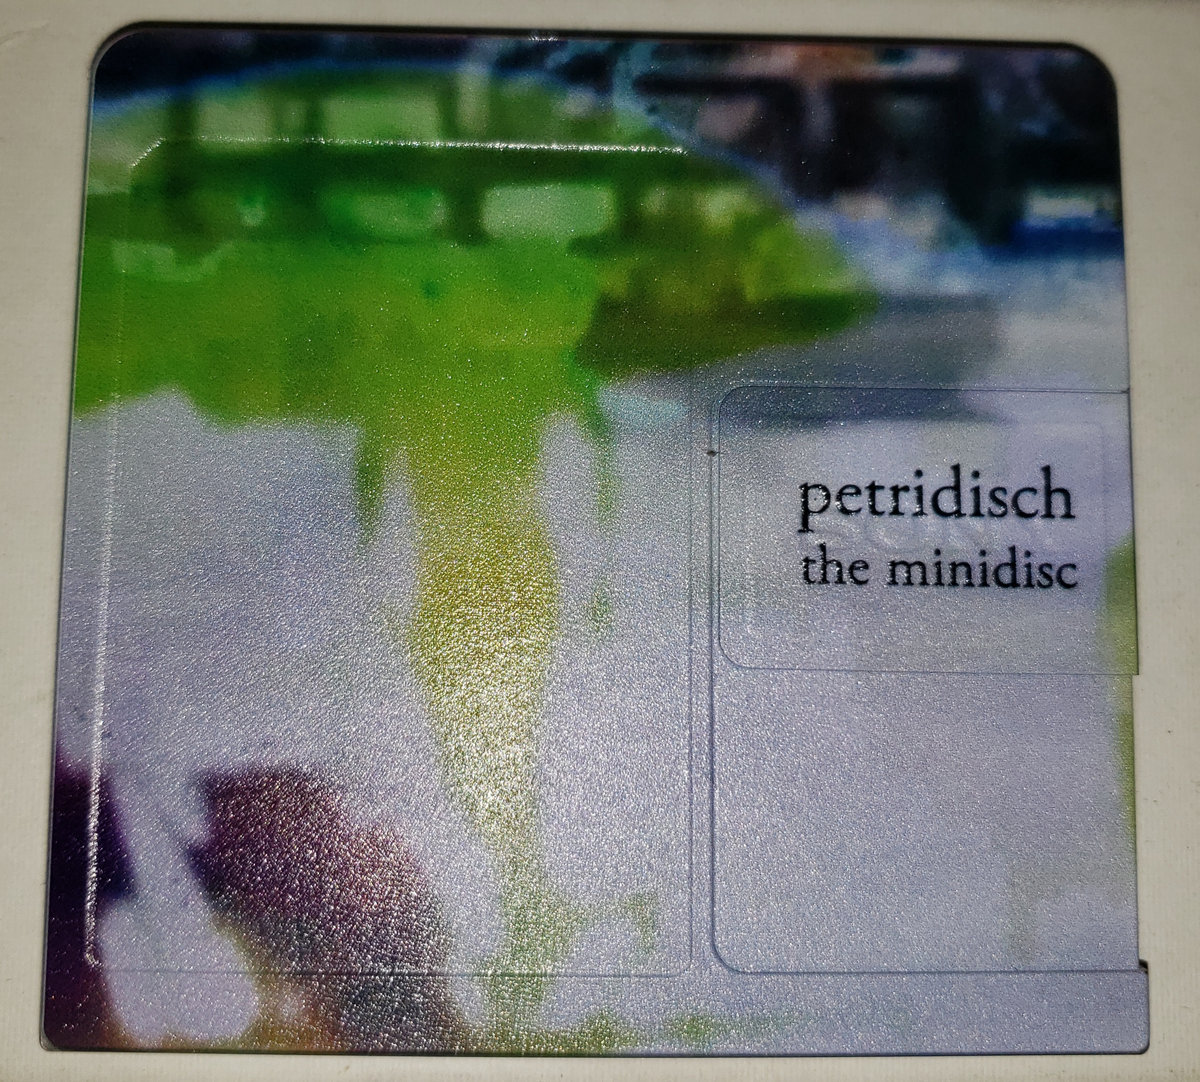 petridisch
the minidisc